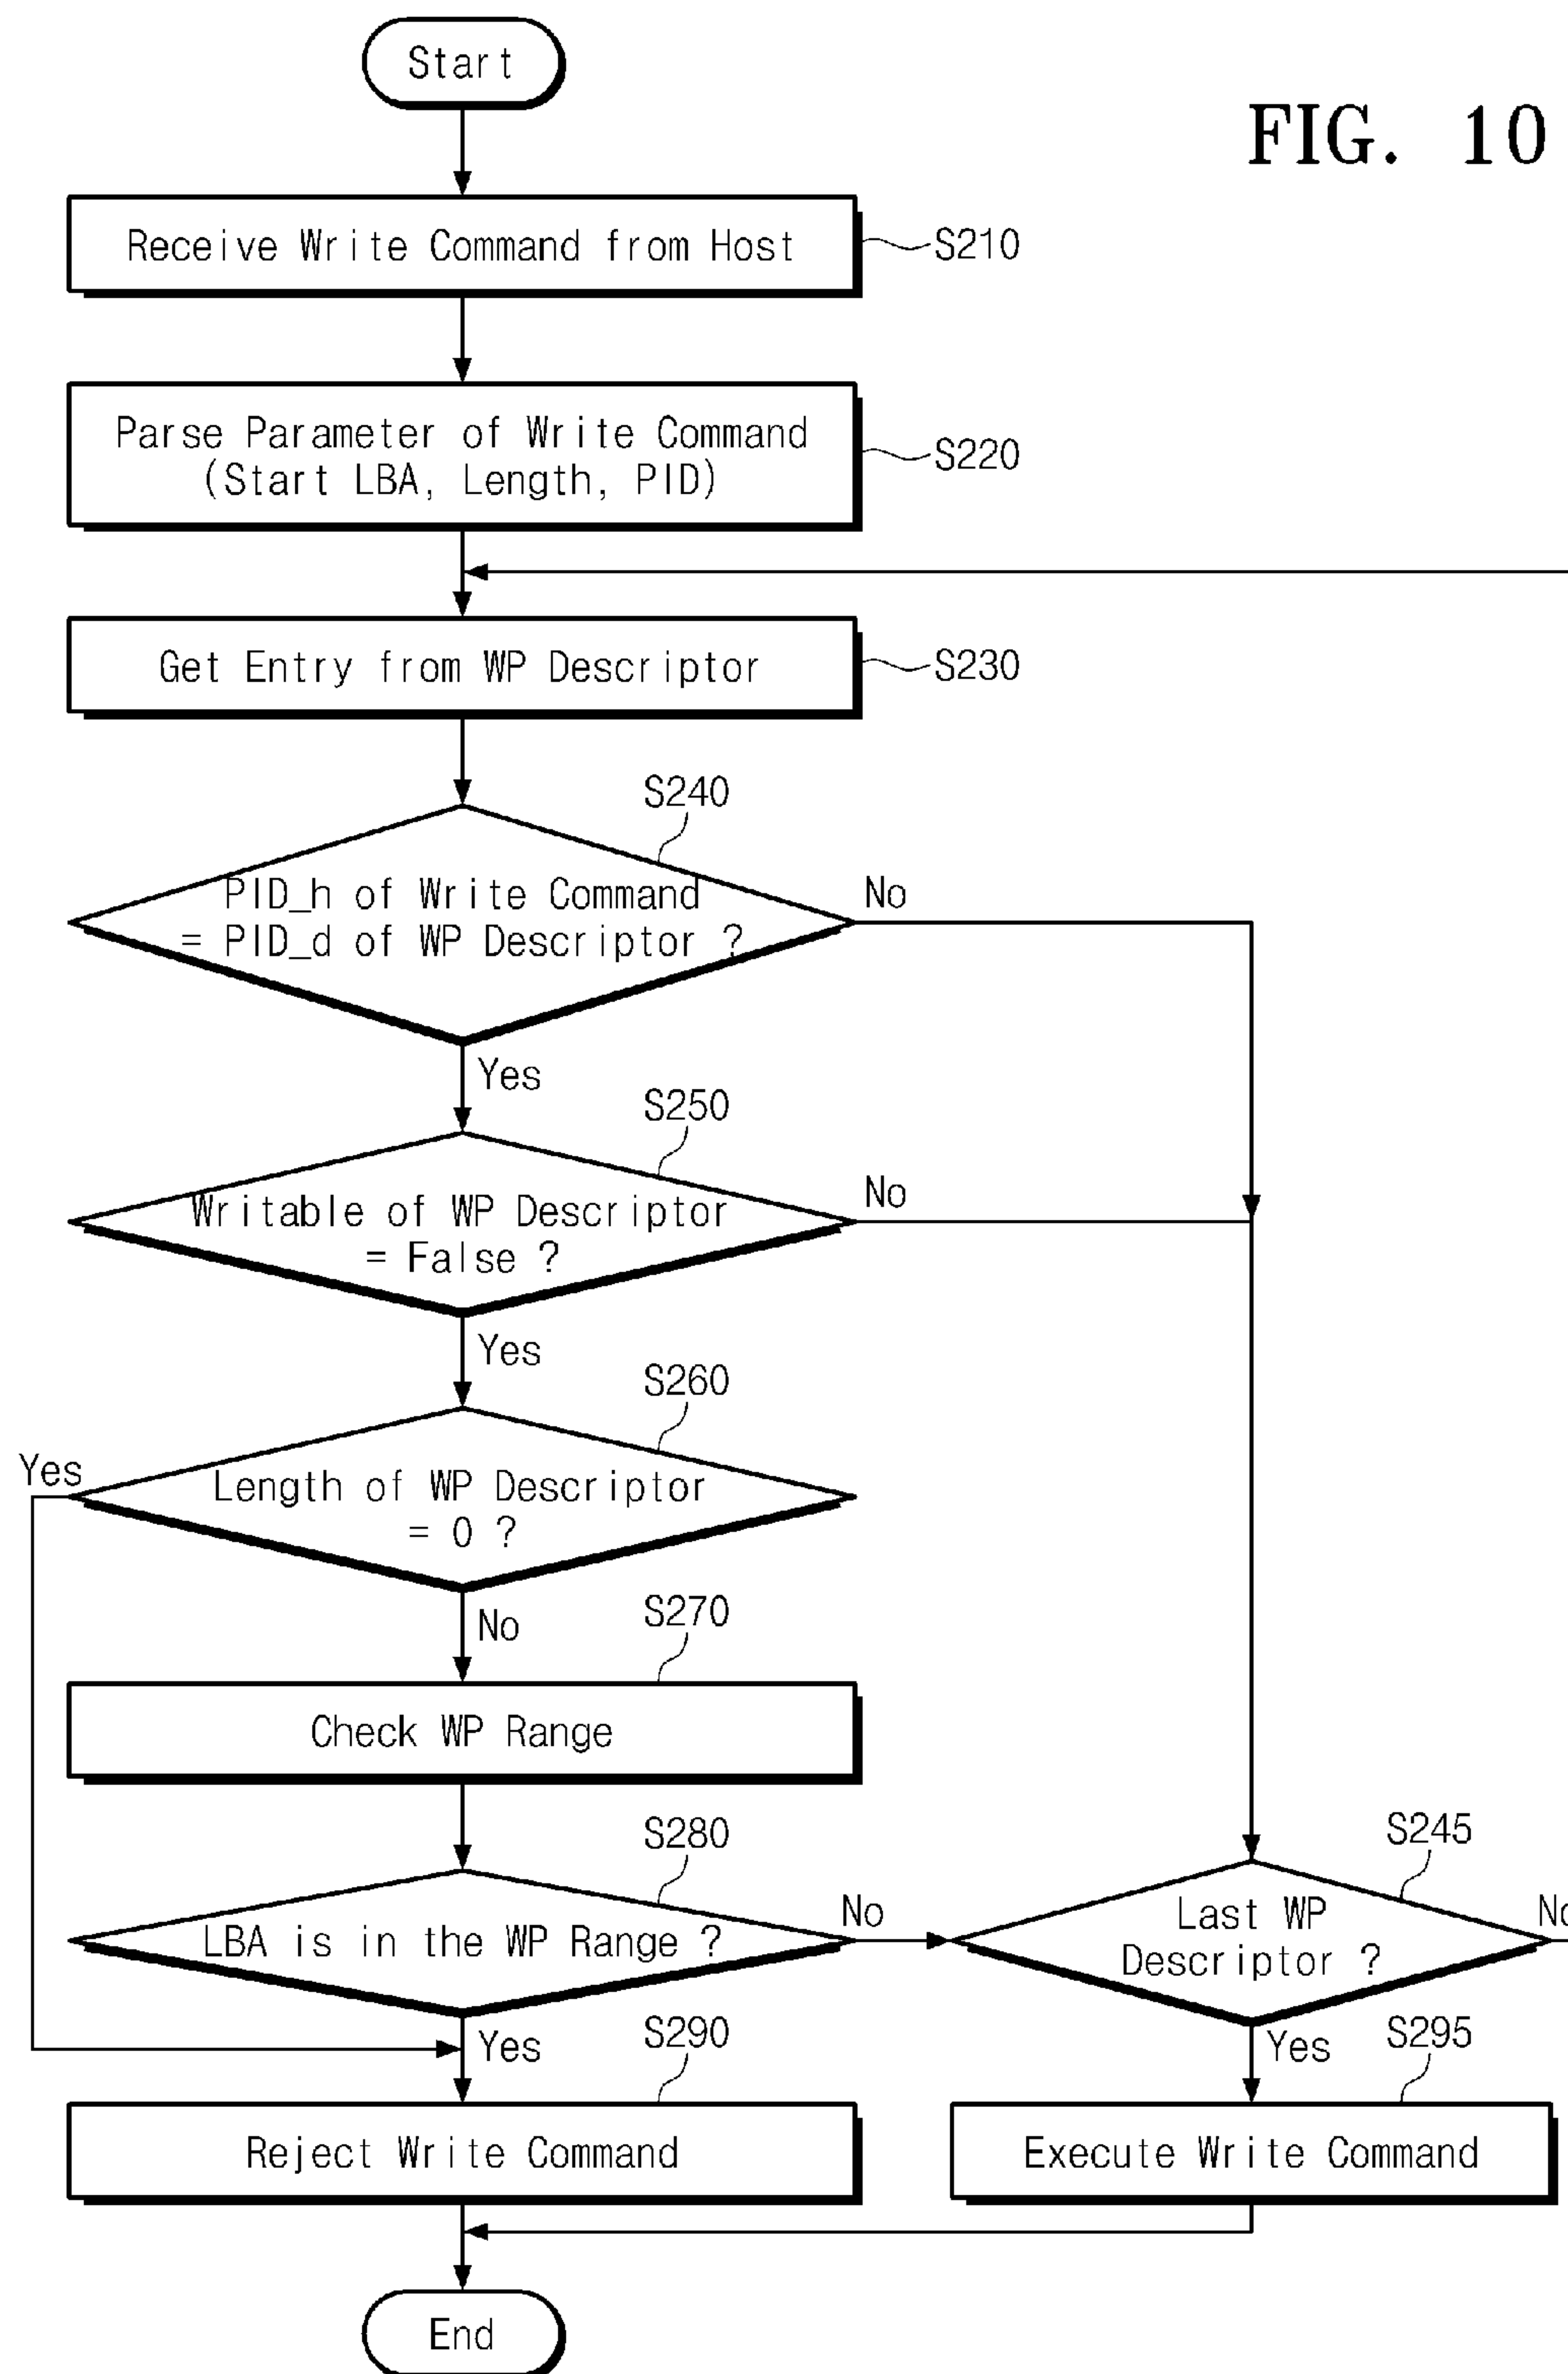 Start
FIG. 10
Receive Write Command from Host
S210
Parse Parameter of Write Command
(Start LBA, Length, PID)
S220
Get Entry from WP Descriptor
S230
S240
PID_h of Write Command
= PID_d of WP Descriptor ?
No
Yes
S250
Writable of WP Descriptor
= False ?
No
Yes
S260
Yes
Length of WP Descriptor
= 0 ?
No
S270
Check WP Range
S280
LBA is in the WP Range ?
No
S245
Last WP
Descriptor ?
No
Yes
S290
Yes
S295
Reject Write Command
Execute Write Command
End